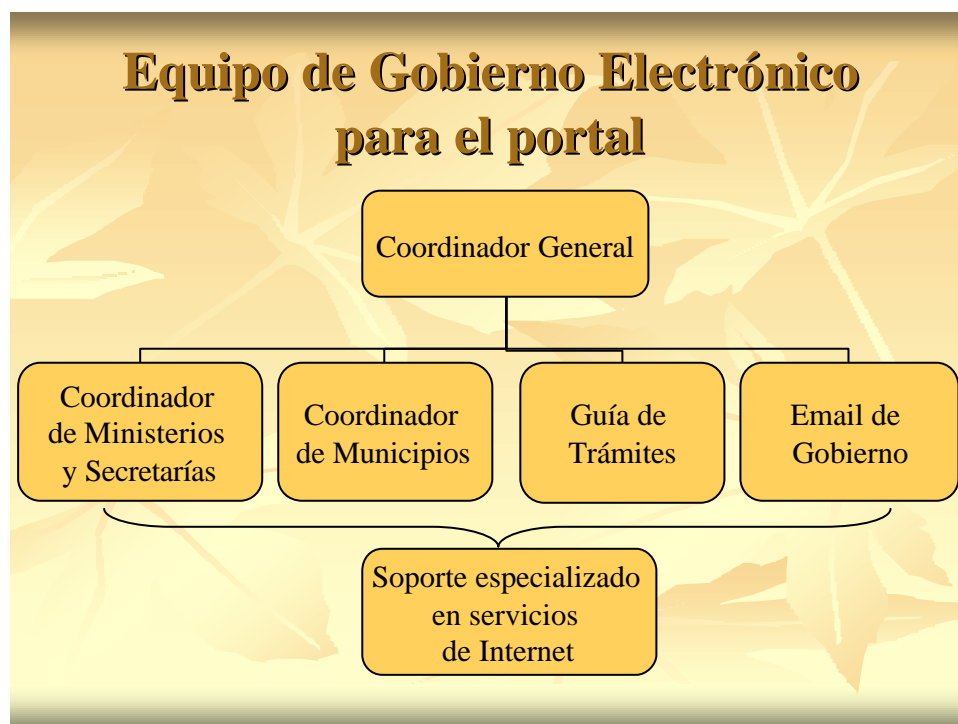 Equipo de Gobierno Electrónico
para el portal
Coordinador General
Coordinador
de Ministerios
y Secretarías
Coordinador
de Municipios
Guía de
Trámites
Email de
Gobierno
Soporte especializado
en servicios
de Internet